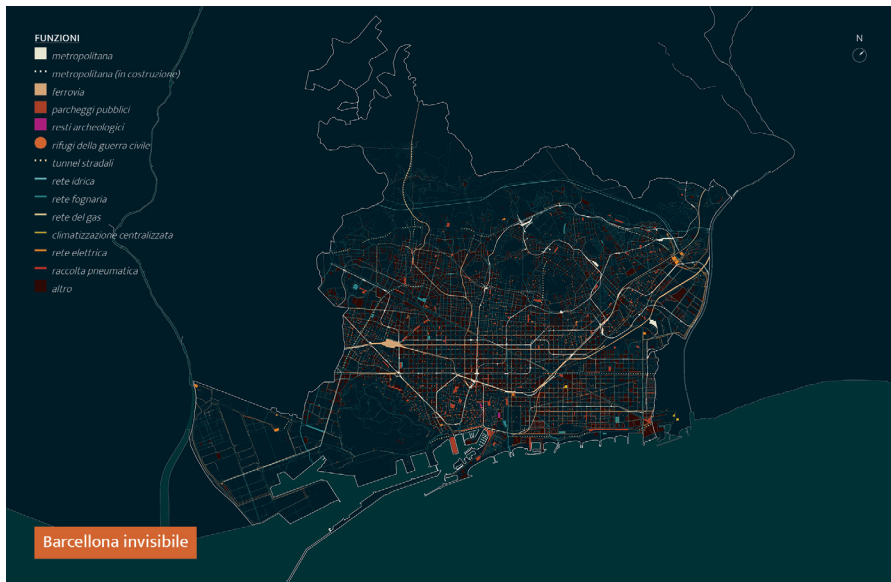 FUNZIONI
metropolitana
metropolitana (in costruzione)
ferrovia
parcheggi pubblici
resti archeologici
rifugi della guerra civile
tunnel stradali
rete idrica
rete fognaria
rete del gas
climatizzazione centralizzata
rete elettrica
raccolta pneumatica
altro
N
Barcellona invisibile